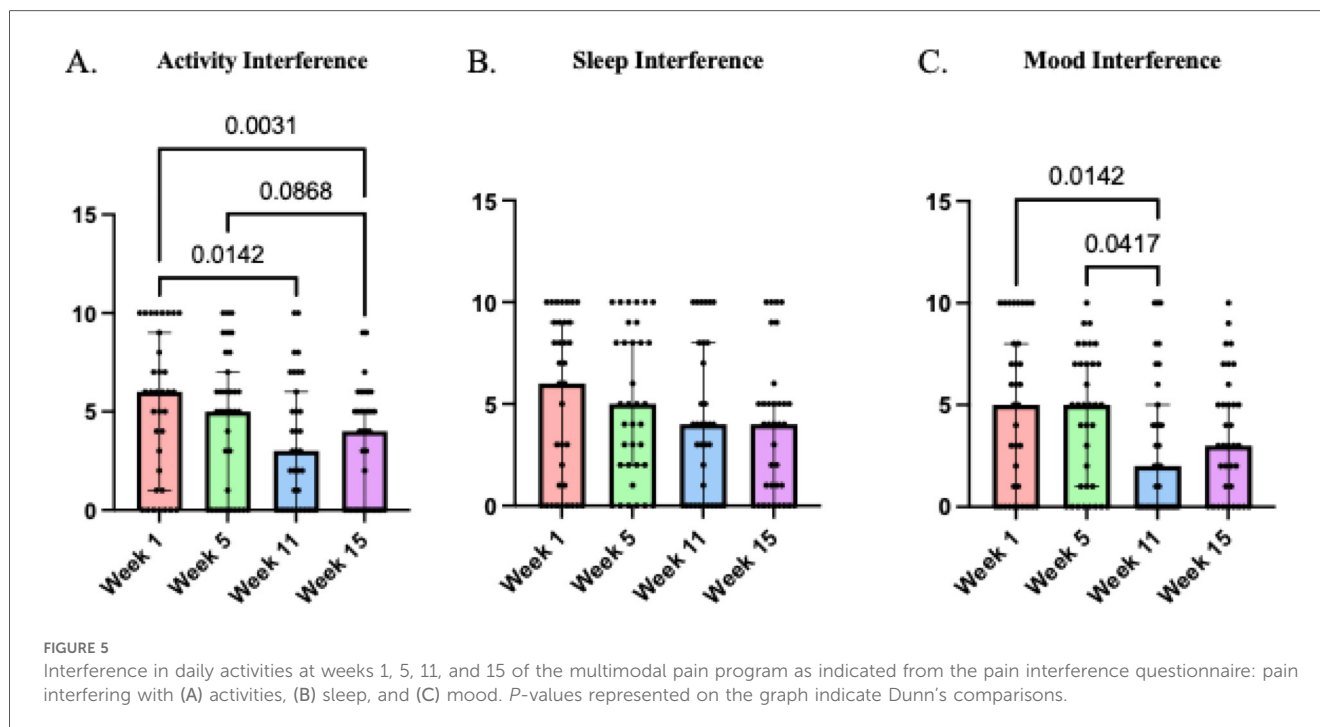 A. Activity Interference
B. Sleep Interference
C. Mood Interference
0.0031
0.0868
0.0142
15
10
5
0
Week 1
Week 5
Week 11
Week 15
15
10
5
0
Week 1
Week 5
Week 11
Week 15
0.0142
0.0417
15
10
5
0
Week 1
Week 5
Week 11
Week 15
FIGURE 5
Interference in daily activities at weeks 1, 5, 11, and 15 of the multimodal pain program as indicated from the pain interference questionnaire: pain
interfering with (A) activities, (B) sleep, and (C) mood. P-values represented on the graph indicate Dunn's comparisons.